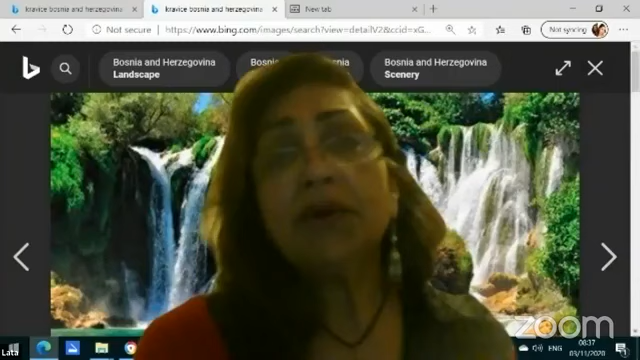 kravice bosnia and herzegovina
kravice bosnia and herzegovina
New tab
Not secure
https://www.bing.com/images/search?view=detailV2&ccid=xG...
Not syncing
Bosnia and Herzegovina
Landscape
Bosnia and Herzegovina
Scenery
zoom
Lata
ENG
08:37
03/11/2020